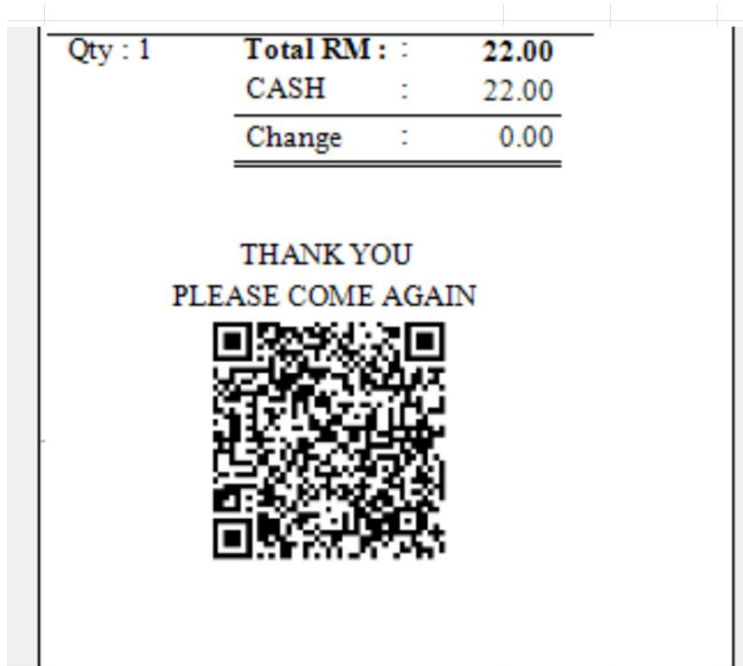 Qty : 1 Total RM : : 22.00
CASH : 22.00
Change : 0.00
THANK YOU
PLEASE COME AGAIN